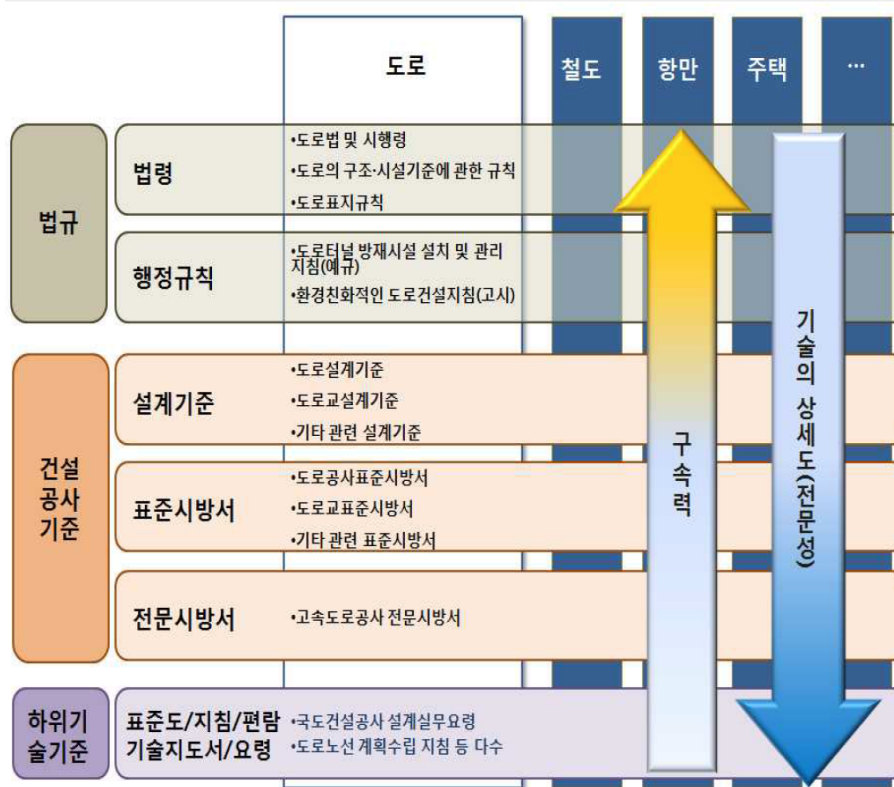 도로
철도
항만
주택
…
법규
법령
•도로법 및 시행령
•도로의 구조·시설기준에 관한 규칙
•도로표지규칙
행정규칙
•도로터널 방재시설 설치 및 관리
지침(예규)
•환경친화적인 도로건설지침(고시)
건설
공사
기준
설계기준
•도로설계기준
•도로교설계기준
•기타 관련 설계기준
표준시방서
•도로공사표준시방서
•도로교표준시방서
•기타 관련 표준시방서
전문시방서
•고속도로공사 전문시방서
하위기
술기준
표준도/지침/편람
기술지도서/요령
•국도건설공사 설계실무요령
•도로노선 계획수립 지침 등 다수
구속력
기술의 상세도(전문성)